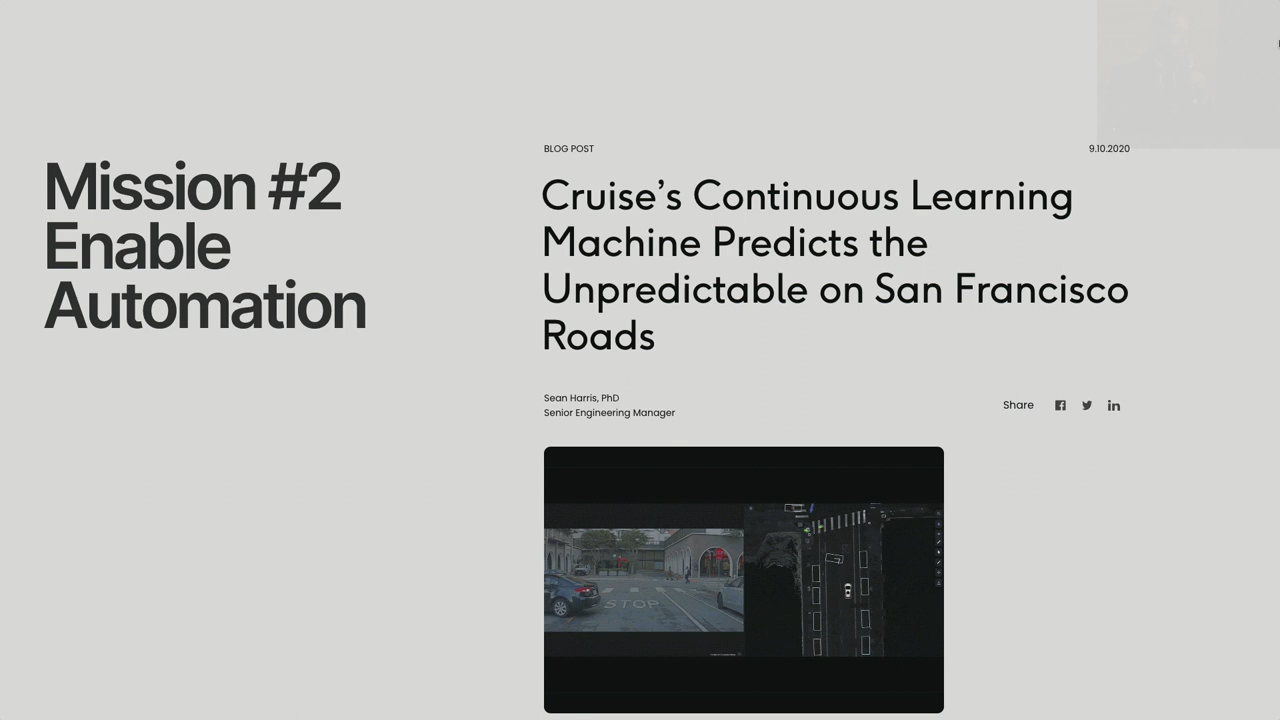 Mission #2
Enable
Automation
BLOG POST
9.10.2020
Cruise’s Continuous Learning
Machine Predicts the
Unpredictable on San Francisco
Roads
Sean Harris, PhD
Senior Engineering Manager
Share
STOP